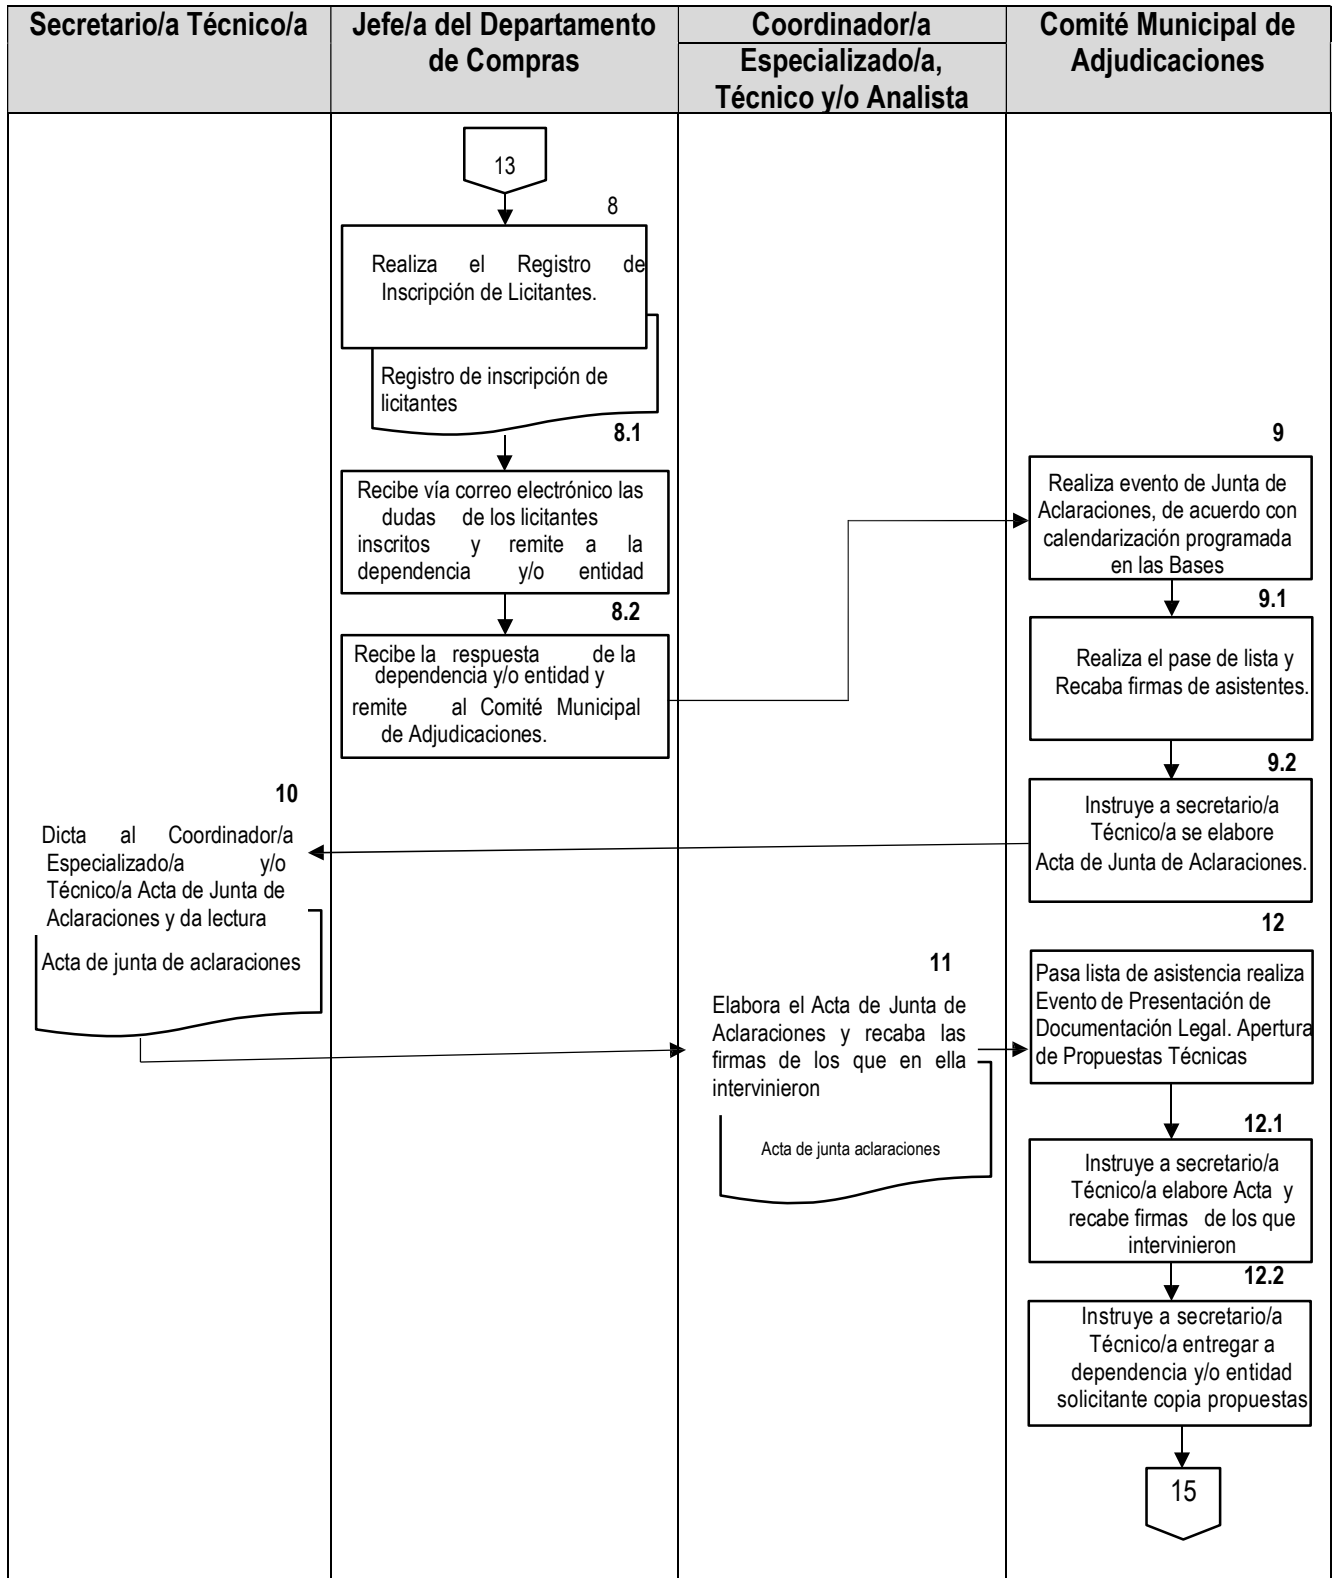 Secretario/a Técnico/a
Jefe/a del Departamento
de Compras
Coordinador/a
Especializado/a,
Técnico y/o Analista
Comité Municipal de
Adjudicaciones
13
8
Realiza el Registro de
Inscripción de Licitantes.
Registro de inscripción de
licitantes
8.1
Recibe vía correo electrónico las
dudas de los licitantes
inscritos y remite a la
dependencia y/o entidad
8.2
Recibe la respuesta de la
dependencia y/o entidad y
remite al Comité Municipal
de Adjudicaciones.
9
Realiza evento de Junta de
Aclaraciones, de acuerdo con
calendarización programada
en las Bases
9.1
Realiza el pase de lista y
Recaba firmas de asistentes.
9.2
Instruye a secretario/a
Técnico/a se elabore
Acta de Junta de Aclaraciones.
10
Dicta al Coordinador/a
Especializado/a y/o
Técnico/a Acta de Junta de
Aclaraciones y da lectura
Acta de junta de aclaraciones
11
Elabora el Acta de Junta de
Aclaraciones y recaba las
firmas de los que en ella
intervinieron
Acta de junta aclaraciones
12
Pasa lista de asistencia realiza
Evento de Presentación de
Documentación Legal. Apertura
de Propuestas Técnicas
12.1
Instruye a secretario/a
Técnico/a elabore Acta y
recabe firmas de los que
intervinieron
12.2
Instruye a secretario/a
Técnico/a entregar a
dependencia y/o entidad
solicitante copia propuestas
15